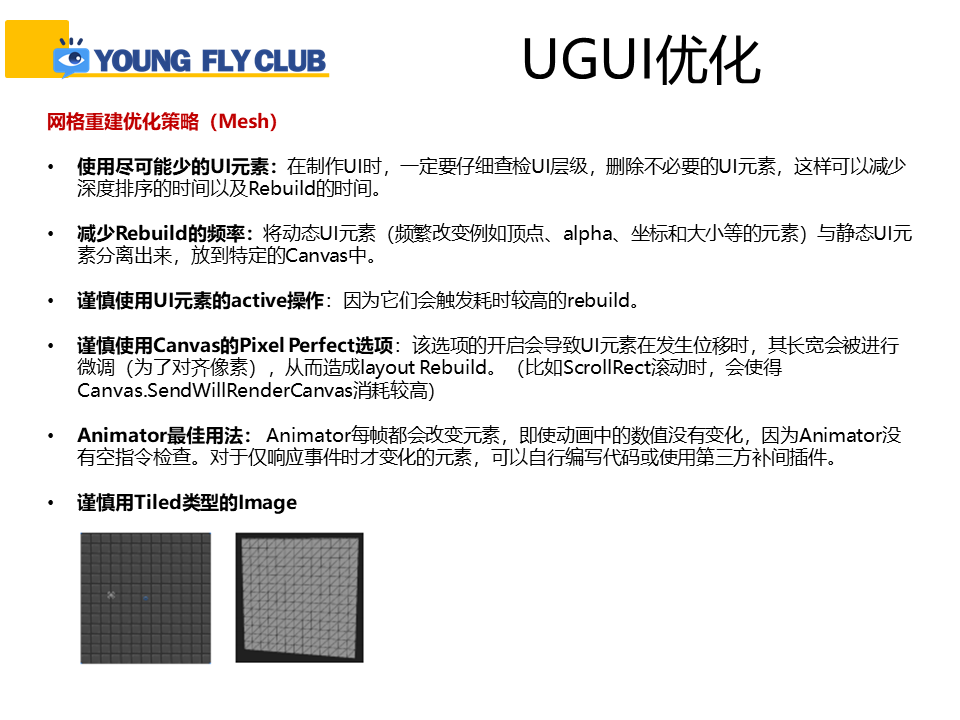 YOUNG FLY CLUB
UGUI优化
网格重建优化策略（Mesh）
• 使用尽可能少的UI元素：在制作UI时，一定要仔细查检UI层级，删除不必要的UI元素，这样可以减少
深度排序的时间以及Rebuild的时间。
• 减少Rebuild的频率：将动态UI元素（频繁改变例如顶点、alpha、坐标和大小等的元素）与静态UI元
素分离出来，放到特定的Canvas中。
• 谨慎使用UI元素的active操作：因为它们会触发耗时较高的rebuild。
• 谨慎使用Canvas的Pixel Perfect选项：该选项的开启会导致UI元素在发生位移时，其长宽会被进行
微调（为了对齐像素），从而造成layout Rebuild。（比如ScrollRect滚动时，会使得
Canvas.SendWillRenderCanvas消耗较高）
• Animator最佳用法： Animator每帧都会改变元素，即使动画中的数值没有变化，因为Animator没
有空指令检查。对于仅响应事件时才变化的元素，可以自行编写代码或使用第三方补间插件。
• 谨慎用Tiled类型的Image